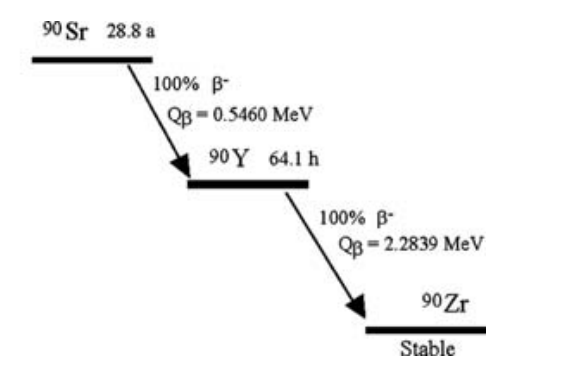 ⁹⁰Sr 28.8 a
100% β⁻
Qβ = 0.5460 MeV
⁹⁰Y 64.1 h
100% β⁻
Qβ = 2.2839 MeV
⁹⁰Zr
Stable